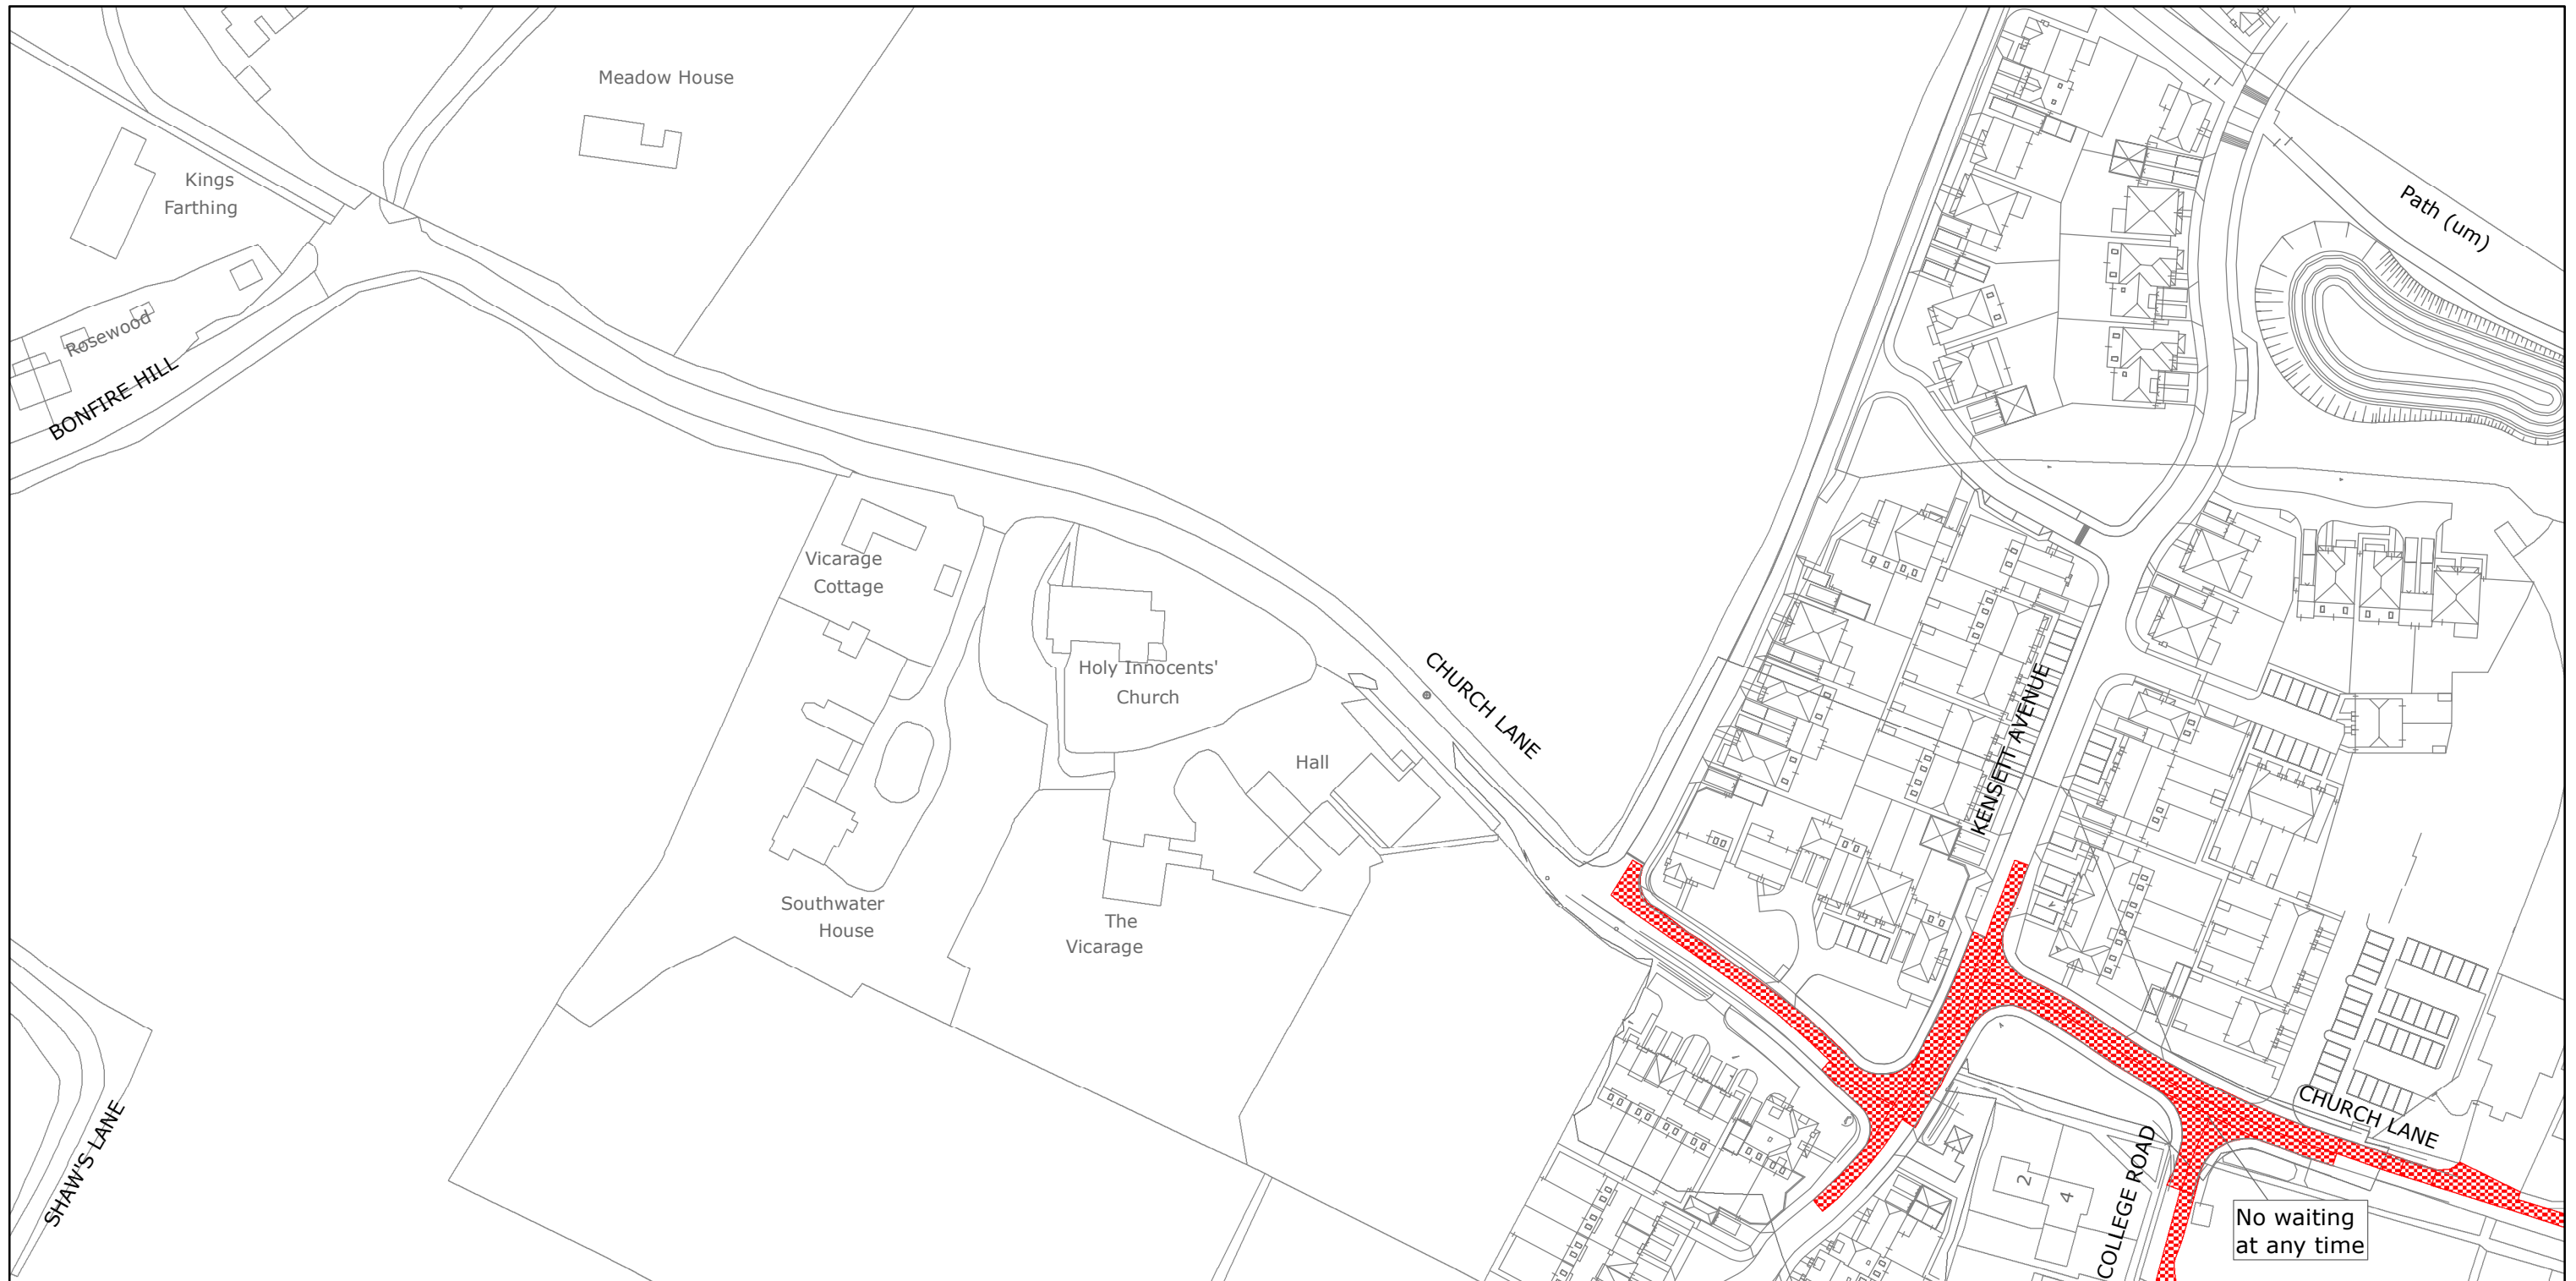 Meadow House
Kings
Farthing
Path (um)
Rosewood
BONFIRE HILL
Vicarage
Cottage
Holy Innocents'
Church
CHURCH LANE
KENSETT AVENUE
Hall
Southwater
House
The
Vicarage
SHAW'S LANE
CHURCH LANE
COLLEGE ROAD
2
4
No waiting
at any time